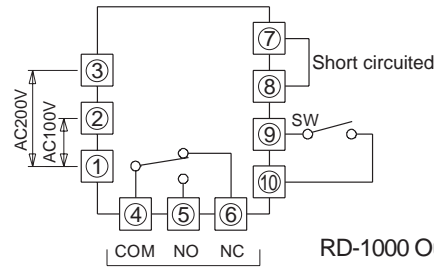 ⑦
③
Short circuited
⑧
AC200V
AC100V
②
⑨
SW
①
⑩
④ ⑤ ⑥
COM NO NC
RD-1000 O